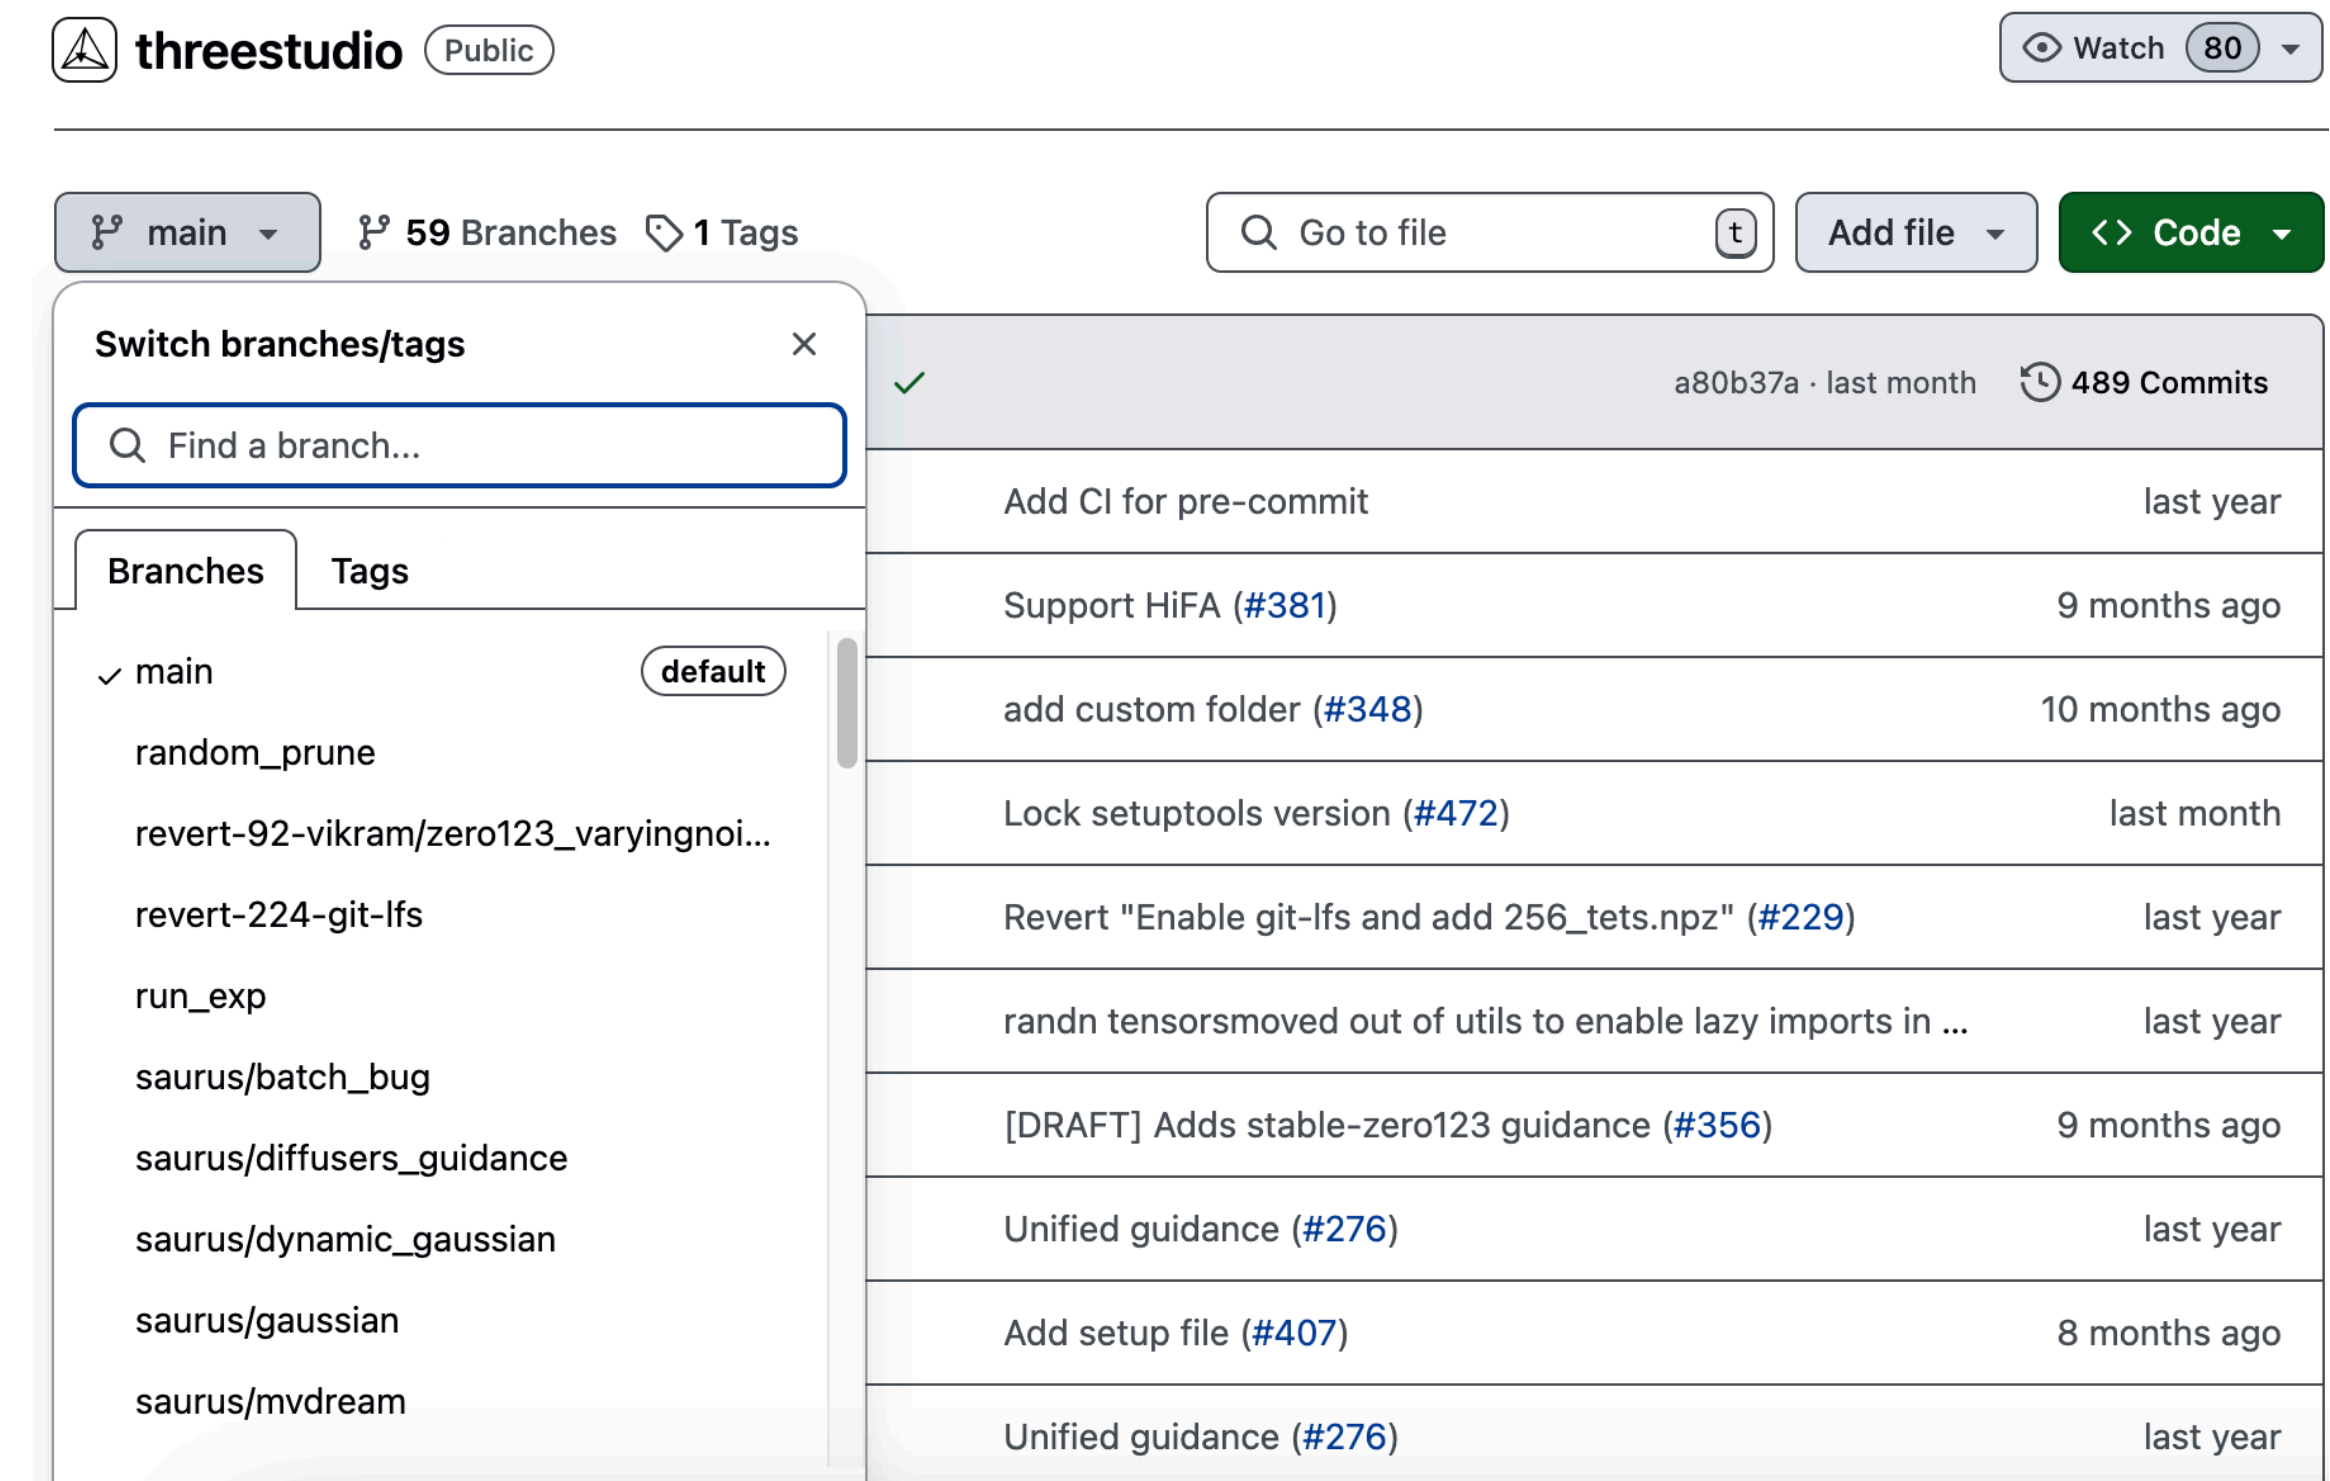 threestudio Public Watch 80
main 59 Branches 1 Tags Go to file t Add file Code
Switch branches/tags
a80b37a · last month 489 Commits
Find a branch...
Branches Tags
main default
random_prune
revert-92-vikram/zero123_varyingnoi...
revert-224-git-lfs
run_exp
saurus/batch_bug
saurus/diffusers_guidance
saurus/dynamic_gaussian
saurus/gaussian
saurus/mvdream
Add CI for pre-commit last year
Support HiFA (#381) 9 months ago
add custom folder (#348) 10 months ago
Lock setuptools version (#472) last month
Revert "Enable git-lfs and add 256_tets.npz" (#229) last year
randn tensorsmoved out of utils to enable lazy imports in ... last year
[DRAFT] Adds stable-zero123 guidance (#356) 9 months ago
Unified guidance (#276) last year
Add setup file (#407) 8 months ago
Unified guidance (#276) last year